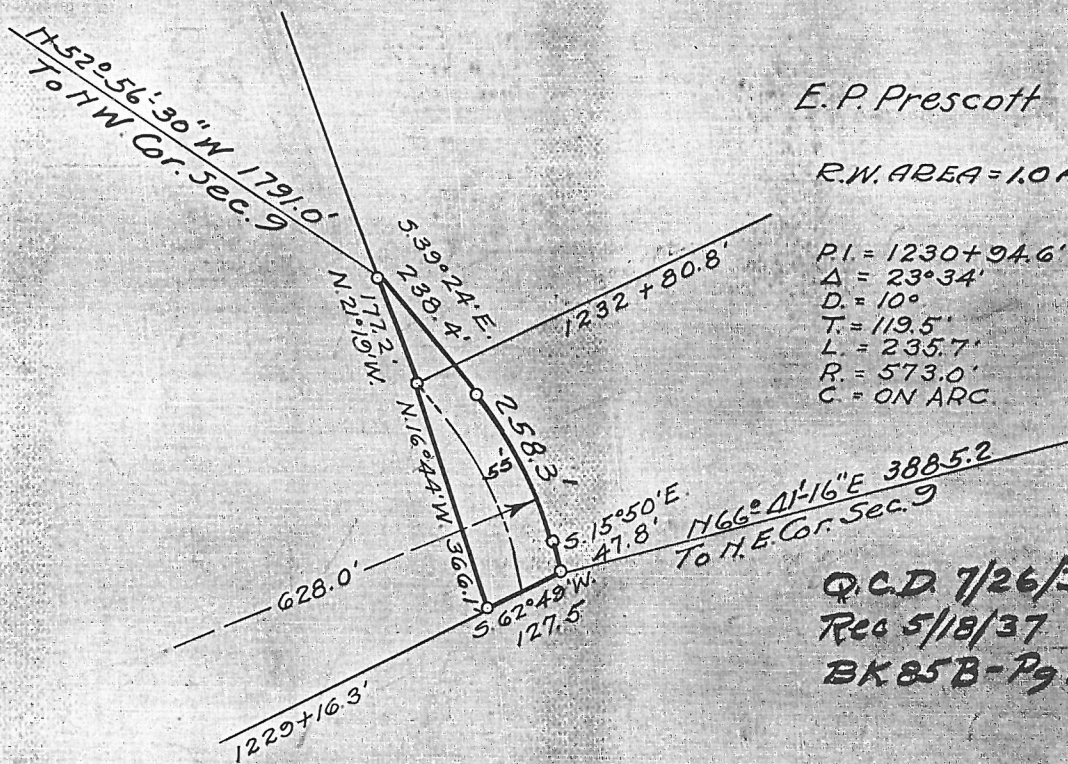 N-52°-56'-30"W 1791.0'
To N.W. Cor. Sec. 9
E. P. Prescott
R.W. AREA = 1.0
P.I. = 1230+94.6'
Δ = 23°34'
D. = 10°
T. = 119.5'
L. = 235.7'
R. = 573.0'
C. = ON ARC.
S.39°24'E.
238.4'
1232 + 80.8'
177.2'
N.21°19'W.
N.16°44'W. 366.1'
258.3'
55'
628.0'
S. 15°50'E.
47.8'
N66°-41'-16"E 3885.2
To N.E. Cor. Sec. 9
S.62°49'W.
127.5'
1229+16.3'
Q.C.D. 7/26/
Rec 5/18/37
BK 85B-Pg.